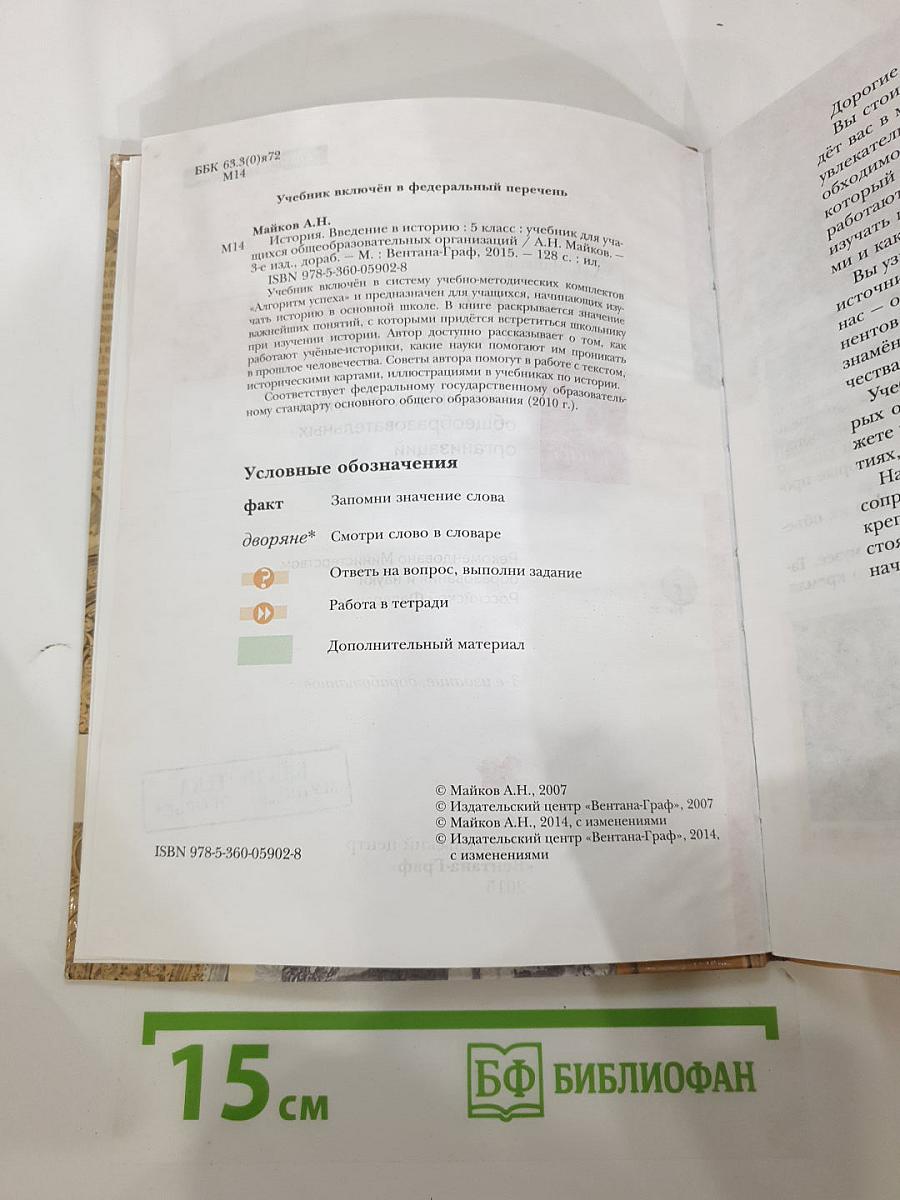 ББК 63.3(0)я72
М14
Учебник включён в федеральный перечень
Майков А.Н.
М14 История. Введение в историю : 5 класс : учебник для уча-
щихся общеобразовательных организаций / А.Н. Майков. –
3-е изд., дораб. – М. : Вентана-Граф, 2015. – 128 с. : ил.
ISBN 978-5-360-05902-8
Учебник включён в систему учебно-методических комплектов
«Алгоритм успеха» и предназначен для учащихся, начинающих изу-
чать историю в основной школе. В книге раскрывается значение
важнейших понятий, с которыми придётся встретиться школьнику
при изучении истории. Автор доступно рассказывает о том, как
работают учёные-историки, какие науки помогают им проникать
в прошлое человечества. Советы автора помогут в работе с текстом,
историческими картами, иллюстрациями в учебниках по истории.
Соответствует федеральному государственному образователь-
ному стандарту основного общего образования (2010 г.).
Условные обозначения
факт Запомни значение слова
дворяне* Смотри слово в словаре
? Ответь на вопрос, выполни задание
Работа в тетради
Дополнительный материал
© Майков А.Н., 2007
© Издательский центр «Вентана-Граф», 2007
© Майков А.Н., 2014, с изменениями
© Издательский центр «Вентана-Граф», 2014,
с изменениями
ISBN 978-5-360-05902-8
Дорогие
Вы стои
дёт вас в м
увлекатель
обходимо
который
работают
изучать
ми и как
Вы уз
источни
нас – о
нентов
знамён
чества
Уче
рых о
жете
тиях,
На
сопр
креп
стоя
нач
15 см
БФ БИБЛИОФАН